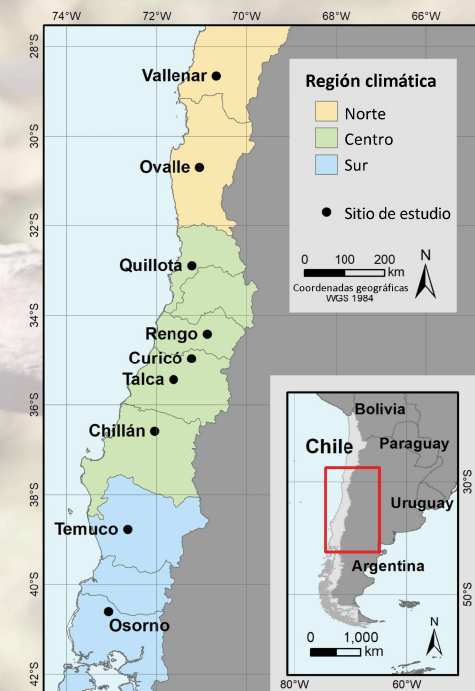 74°W
72°W
70°W
68°W
66°W
28°S
30°S
32°S
34°S
36°S
38°S
40°S
42°S
Vallenar
Ovalle
Quillota
Rengo
Curicó
Talca
Chillán
Temuco
Osorno
Región climática
Norte
Centro
Sur
Sitio de estudio
0 100 200
km
N
Coordenadas geográficas
WGS 1984
Bolivia
Chile
Paraguay
Uruguay
Argentina
30°S
50°S
0 1,000
km
N
80°W
60°W